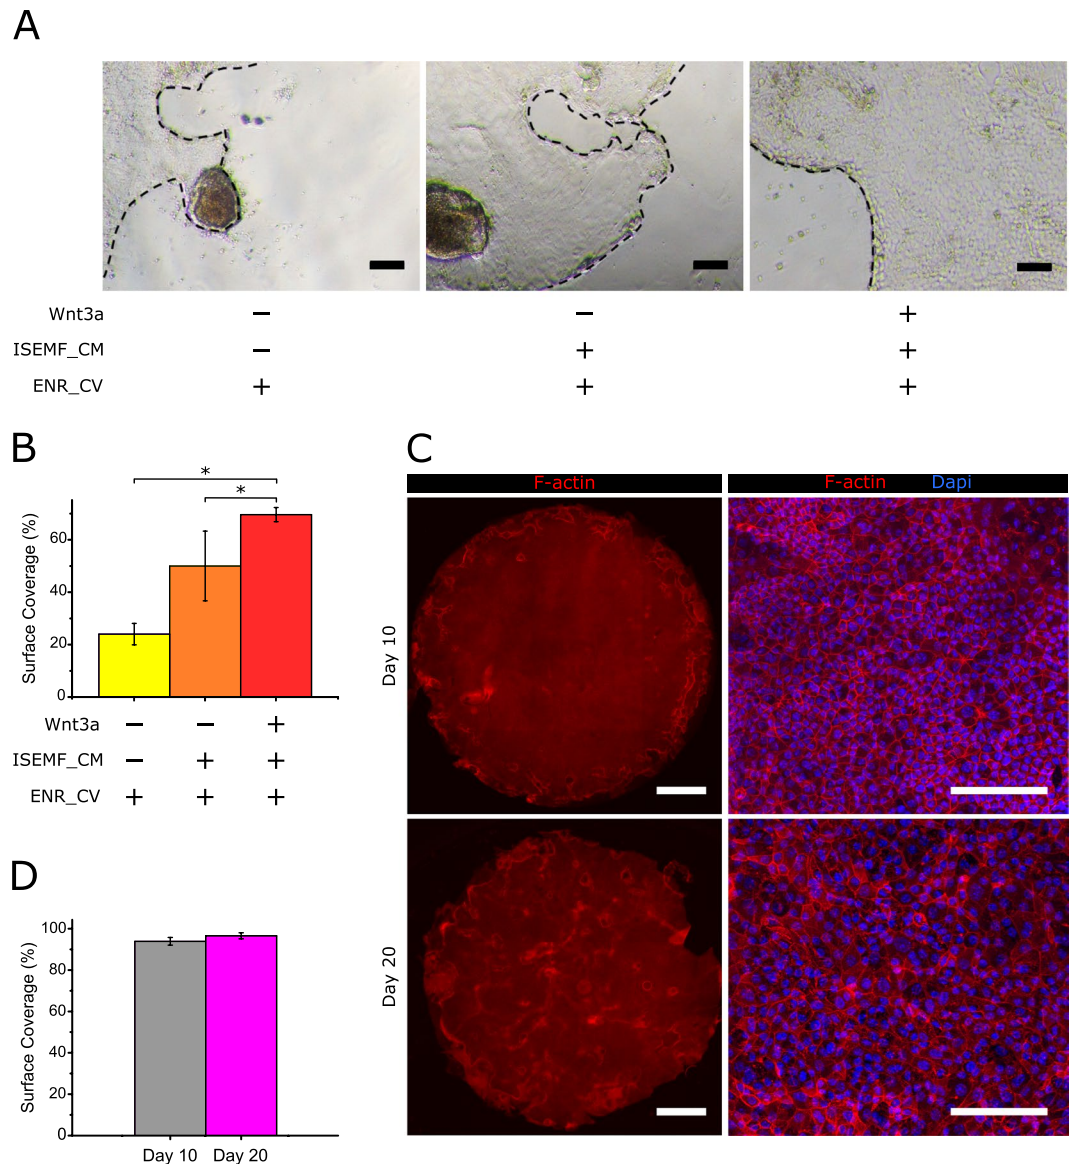 A
Wnt3a − − +
ISEMF_CM − + +
ENR_CV + + +
B
* 
*
Surface Coverage (%)
60
40
20
0
Wnt3a − − +
ISEMF_CM − + +
ENR_CV + + +
C
F-actin
F-actin Dapi
Day 10
Day 20
D
Surface Coverage (%)
100
80
60
40
20
0
Day 10 Day 20